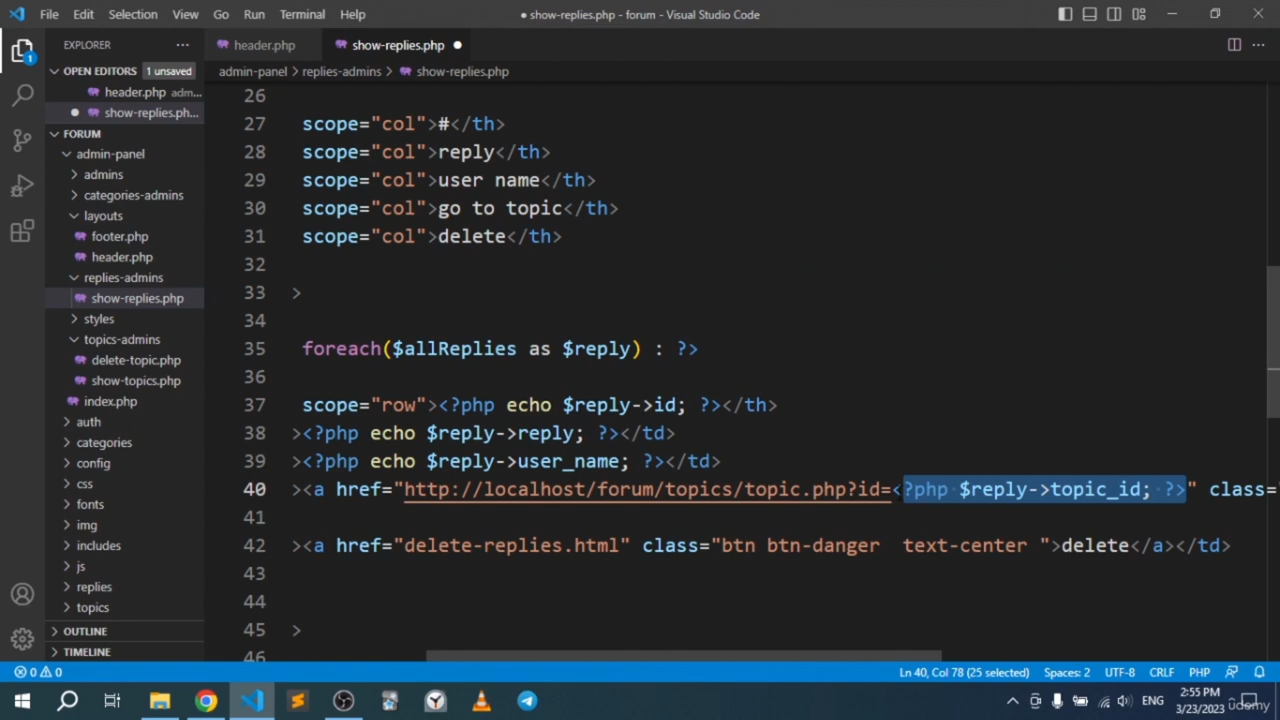 File Edit Selection View Go Run Terminal Help
● show-replies.php - forum - Visual Studio Code
EXPLORER
header.php
show-replies.php
OPEN EDITORS 1 unsaved
admin-panel > replies-admins > show-replies.php
header.php adm...
show-replies.ph...
FORUM
admin-panel
admins
categories-admins
layouts
footer.php
header.php
replies-admins
show-replies.php
styles
topics-admins
delete-topic.php
show-topics.php
index.php
auth
categories
config
css
fonts
img
includes
js
replies
topics
OUTLINE
TIMELINE
1
26
27 scope="col">#</th>
28 scope="col">reply</th>
29 scope="col">user name</th>
30 scope="col">go to topic</th>
31 scope="col">delete</th>
32
33 >
34
35 foreach($allReplies as $reply) : ?>
36
37 scope="row"><?php echo $reply->id; ?></th>
38 ><?php echo $reply->reply; ?></td>
39 ><?php echo $reply->user_name; ?></td>
40 ><a href="http://localhost/forum/topics/topic.php?id=<?php $reply->topic_id; ?>" class=
41
42 ><a href="delete-replies.html" class="btn btn-danger  text-center ">delete</a></td>
43
44
45 >
46
0 0
Ln 40, Col 78 (25 selected) Spaces: 2 UTF-8 CRLF PHP
ENG
2:55 PM
3/23/2023
udemy